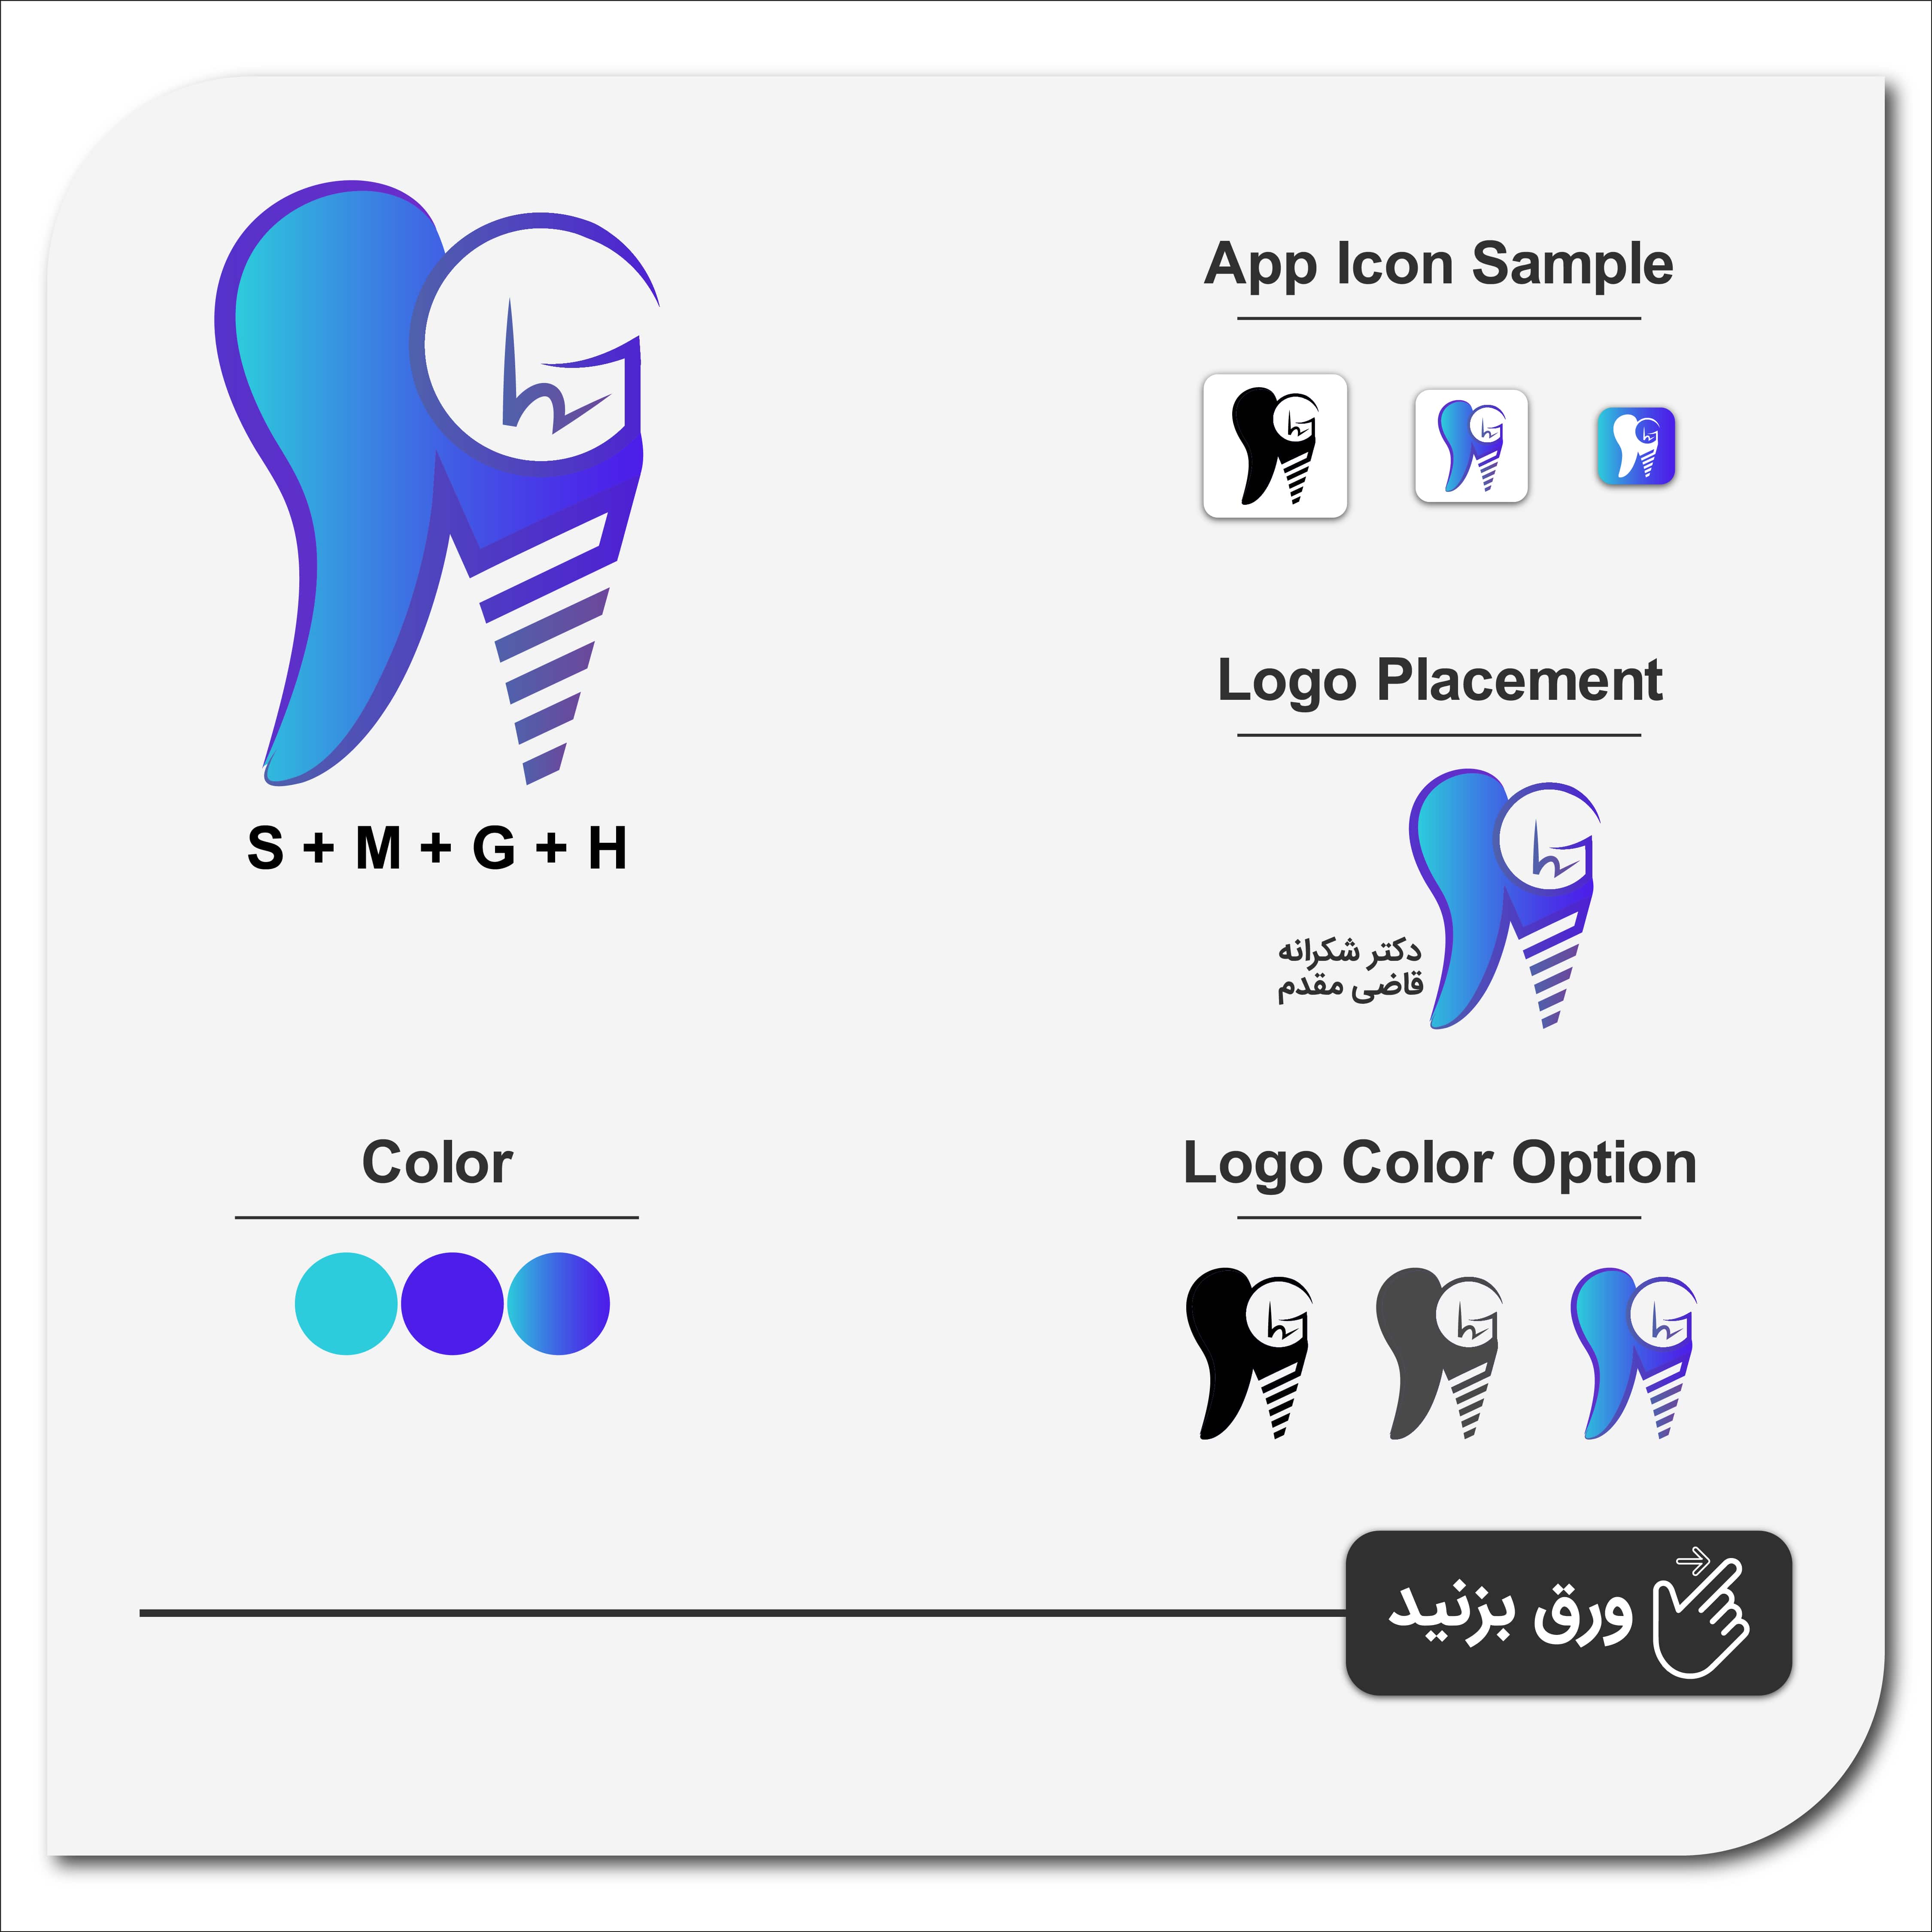 App Icon Sample
S + M + G + H
Logo Placement
دکتر شکرانه
قاضی مقدم
Color
Logo Color Option
ورق بزنید